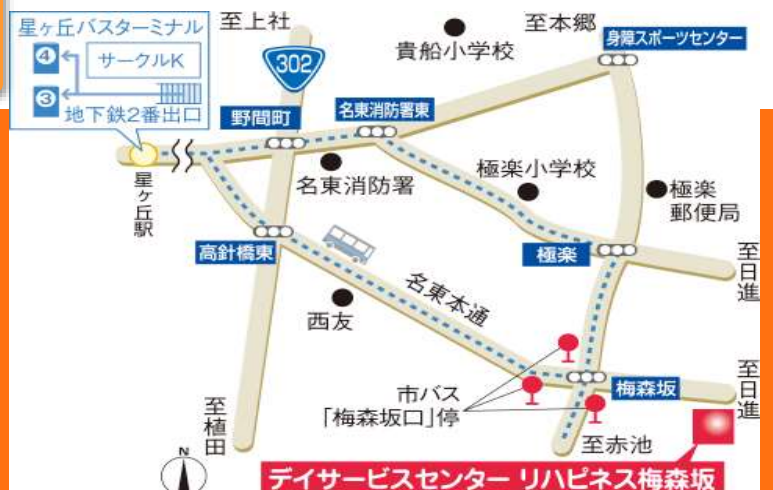 星ヶ丘バスターミナル
④
サークルK
③
地下鉄2番出口
至上社
302
貴船小学校
至本郷
身障スポーツセンター
野間町
名東消防署東
星ヶ丘駅
名東消防署
極楽小学校
極楽
郵便局
高針橋東
極楽
至日進
名東本通
西友
市バス
「梅森坂口」停
梅森坂
至日進
至植田
至赤池
N
デイサービスセンター リハピネス梅森坂